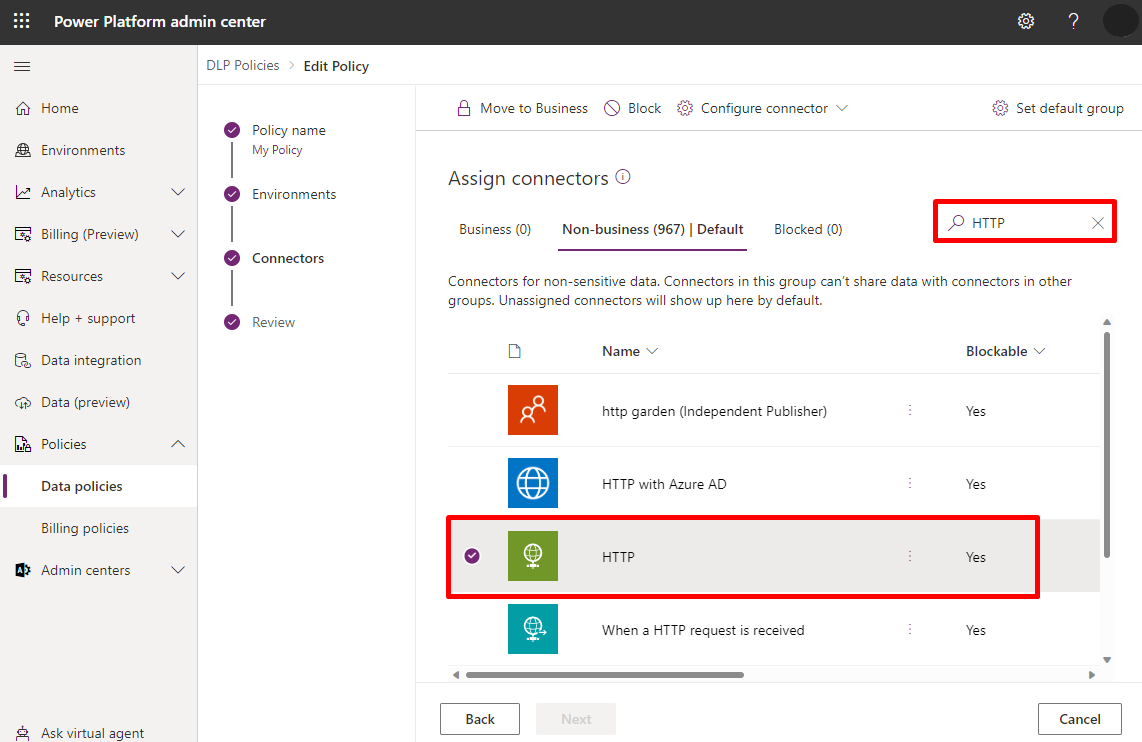 Power Platform admin center
?
DLP Policies > Edit Policy
Home
Environments
Analytics
Billing (Preview)
Resources
Help + support
Data integration
Data (preview)
Policies
Data policies
Billing policies
Admin centers
Ask virtual agent
Policy name
My Policy
Environments
Connectors
Review
Move to Business Block Configure connector Set default group
Assign connectors
Business (0) Non-business (967) | Default Blocked (0) HTTP
Connectors for non-sensitive data. Connectors in this group can't share data with connectors in other
groups. Unassigned connectors will show up here by default.
Name Blockable
http garden (Independent Publisher) Yes
HTTP with Azure AD Yes
HTTP Yes
When a HTTP request is received Yes
Back Next Cancel